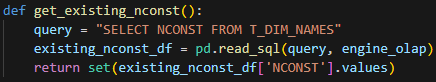 def get_existing_nconst():
    query = "SELECT NCONST FROM T_DIM_NAMES"
    existing_nconst_df = pd.read_sql(query, engine_olap)
    return set(existing_nconst_df['NCONST'].values)